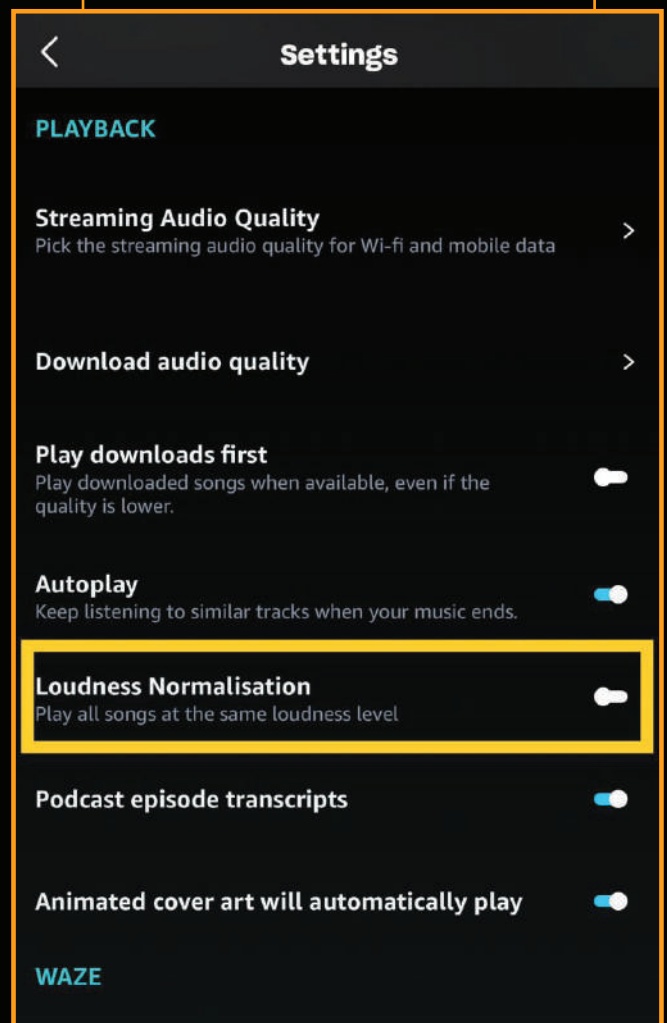 Settings
PLAYBACK
Streaming Audio Quality
Pick the streaming audio quality for Wi-fi and mobile data
Download audio quality
Play downloads first
Play downloaded songs when available, even if the
quality is lower.
Autoplay
Keep listening to similar tracks when your music ends.
Loudness Normalisation
Play all songs at the same loudness level
Podcast episode transcripts
Animated cover art will automatically play
WAZE